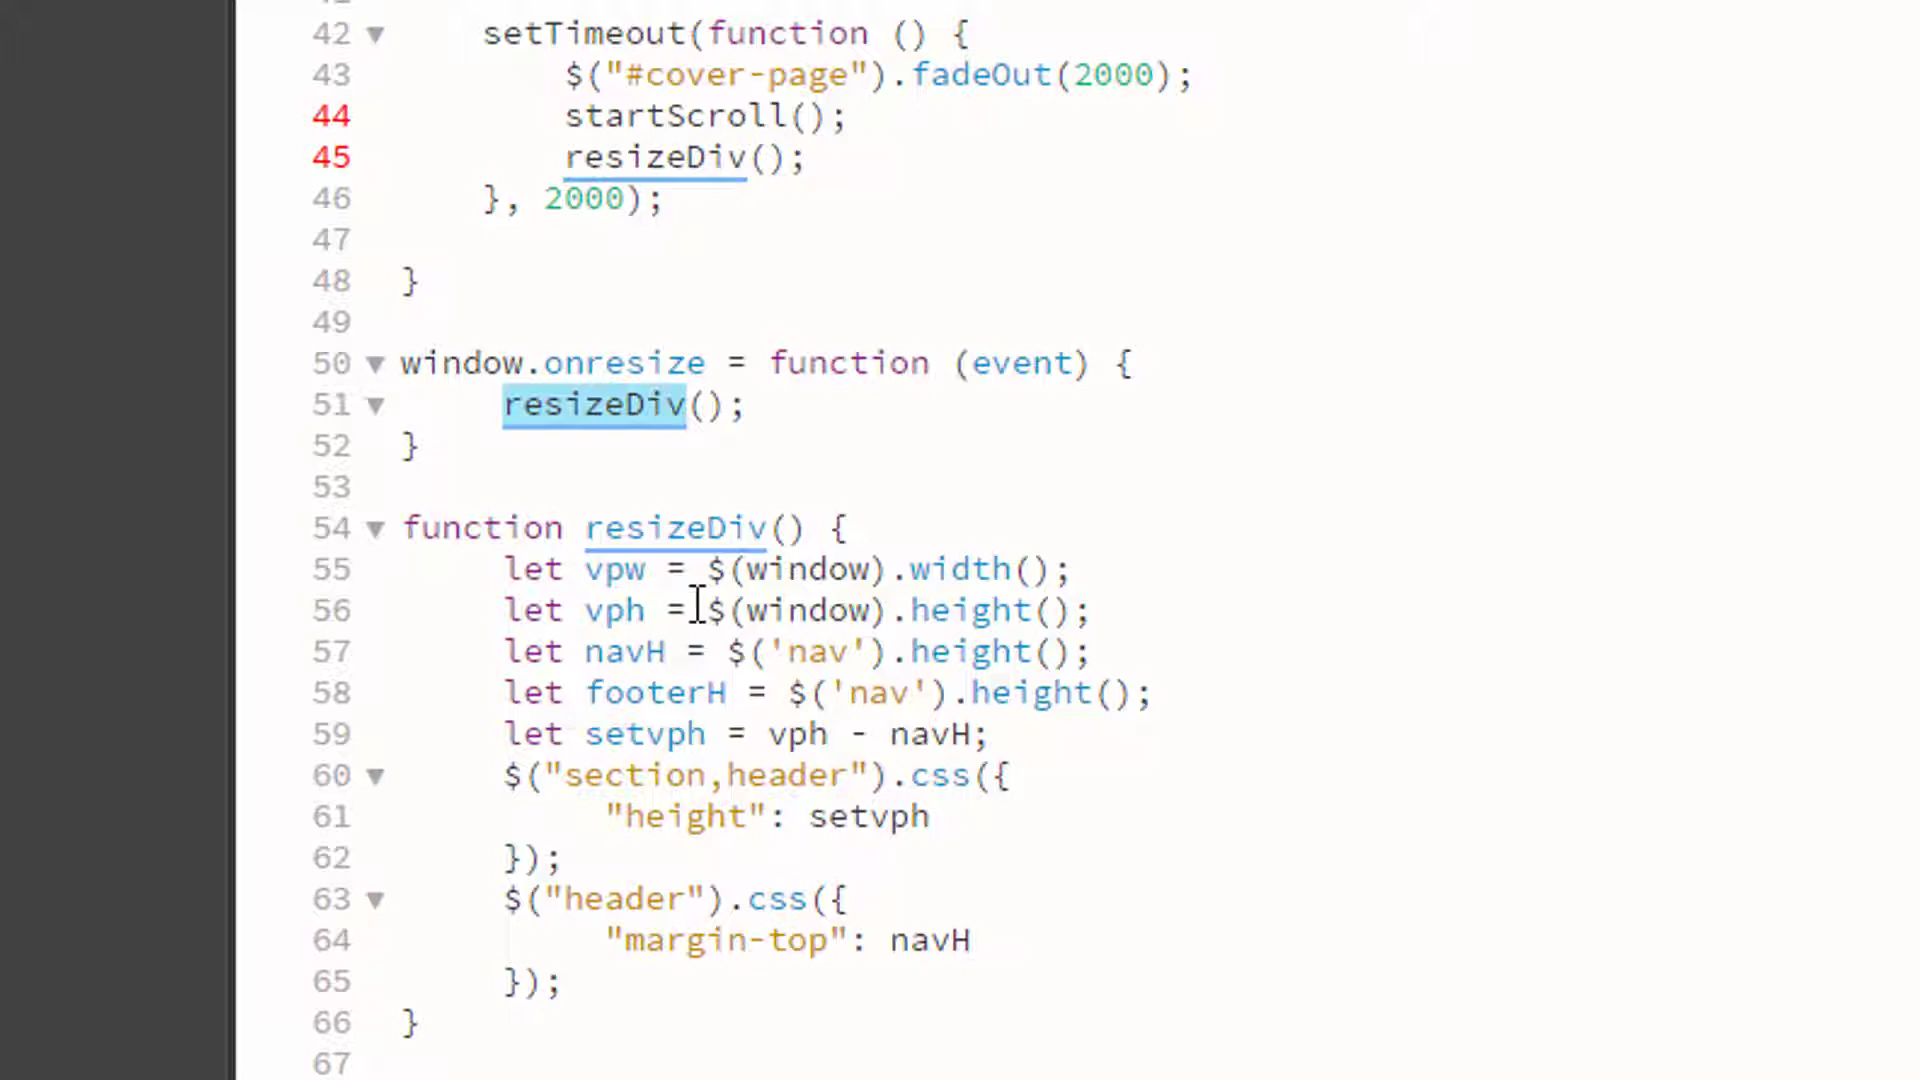 42 ▼ setTimeout(function () {
43 $("#cover-page").fadeOut(2000);
44 startScroll();
45 resizeDiv();
46 }, 2000);
47
48 }
49
50 ▼ window.onresize = function (event) {
51 ▼ resizeDiv();
52 }
53
54 ▼ function resizeDiv() {
55 let vpw = $(window).width();
56 let vph = $(window).height();
57 let navH = $('nav').height();
58 let footerH = $('nav').height();
59 let setvph = vph - navH;
60 ▼ $("section,header").css({
61 "height": setvph
62 });
63 ▼ $("header").css({
64 "margin-top": navH
65 });
66 }
67